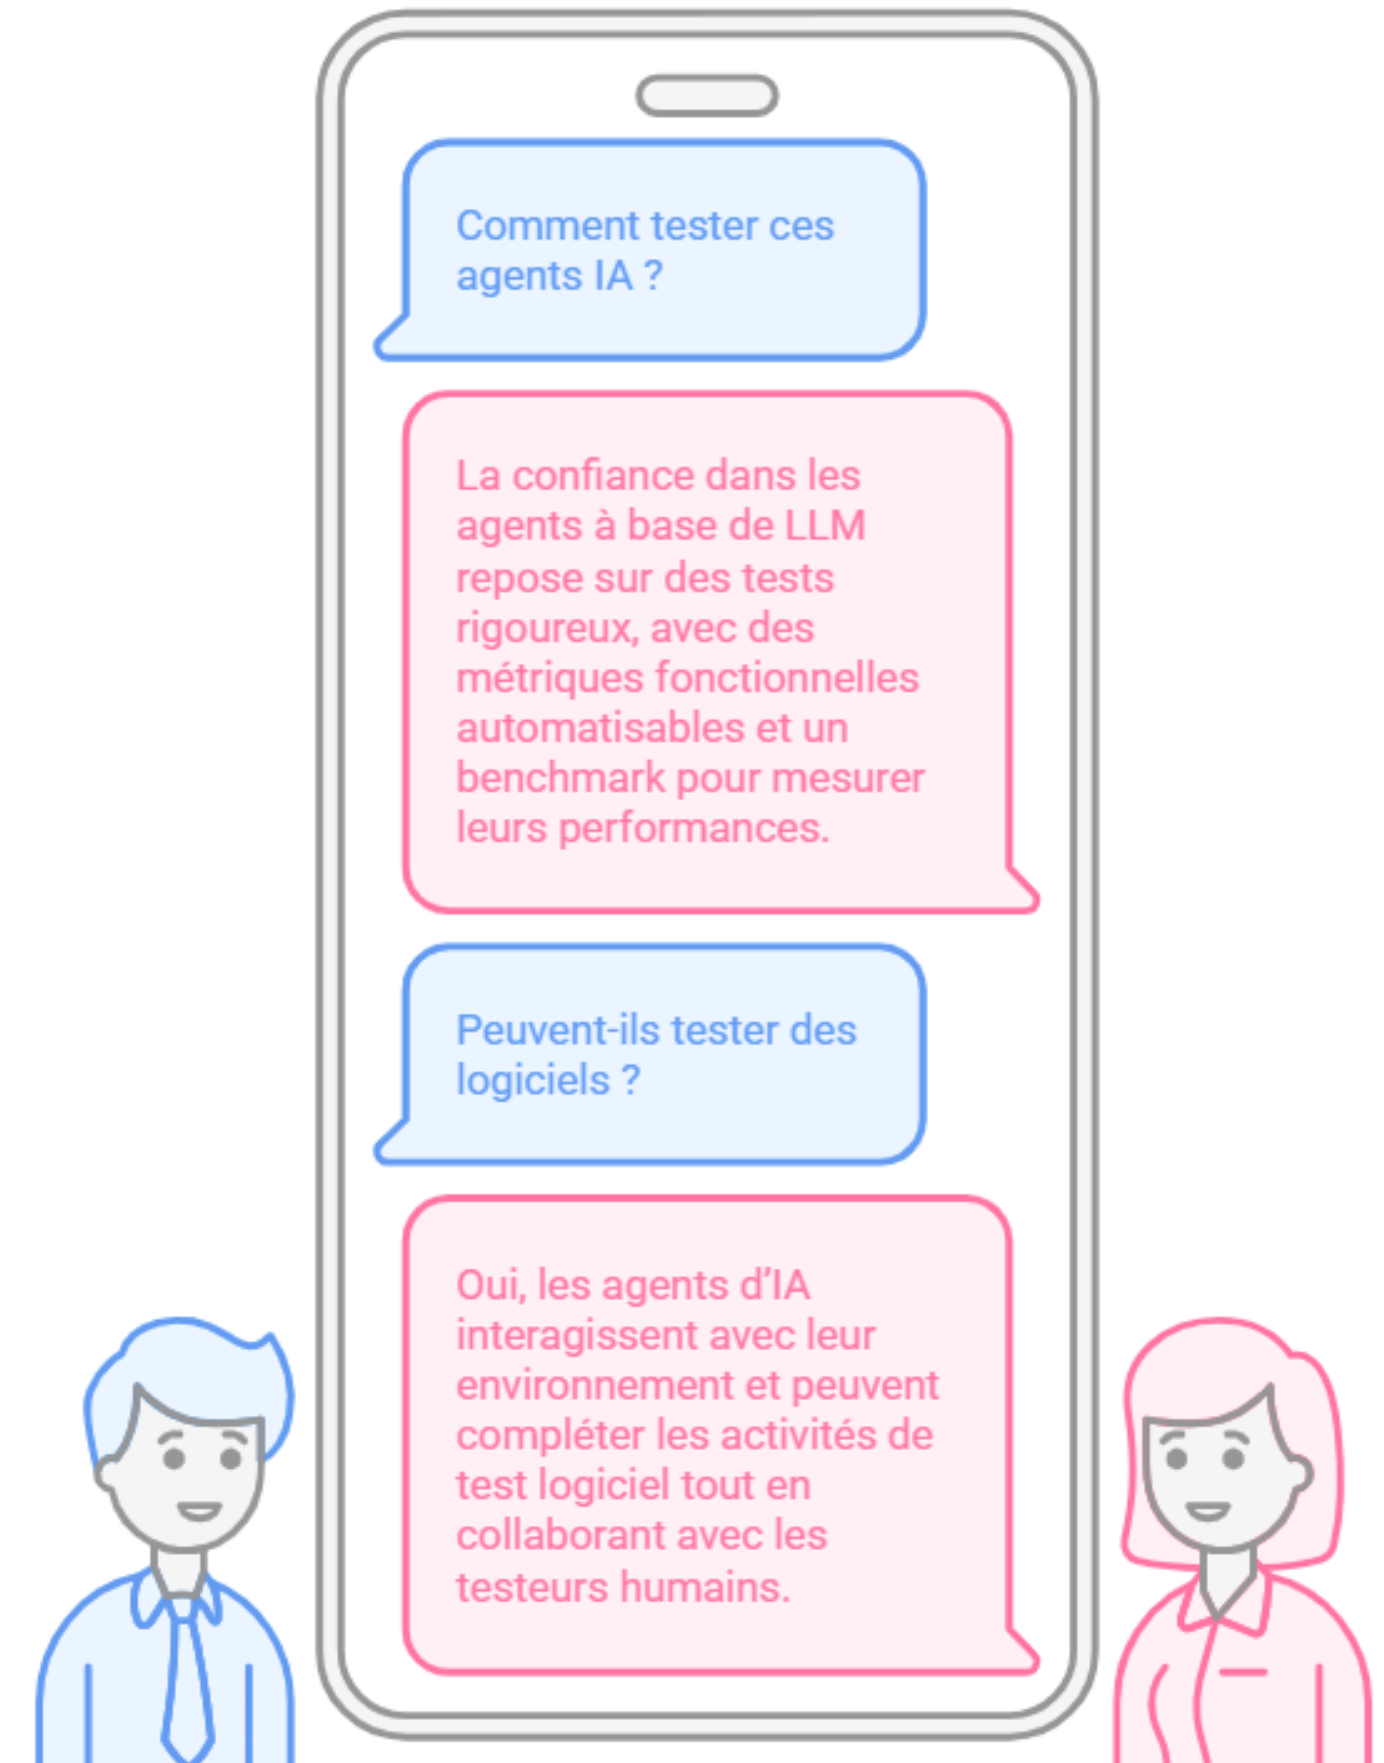 Comment tester ces
agents IA ?
La confiance dans les
agents à base de LLM
repose sur des tests
rigoureux, avec des
métriques fonctionnelles
automatisables et un
benchmark pour mesurer
leurs performances.
Peuvent-ils tester des
logiciels ?
Oui, les agents d’IA
interagissent avec leur
environnement et peuvent
compléter les activités de
test logiciel tout en
collaborant avec les
testeurs humains.